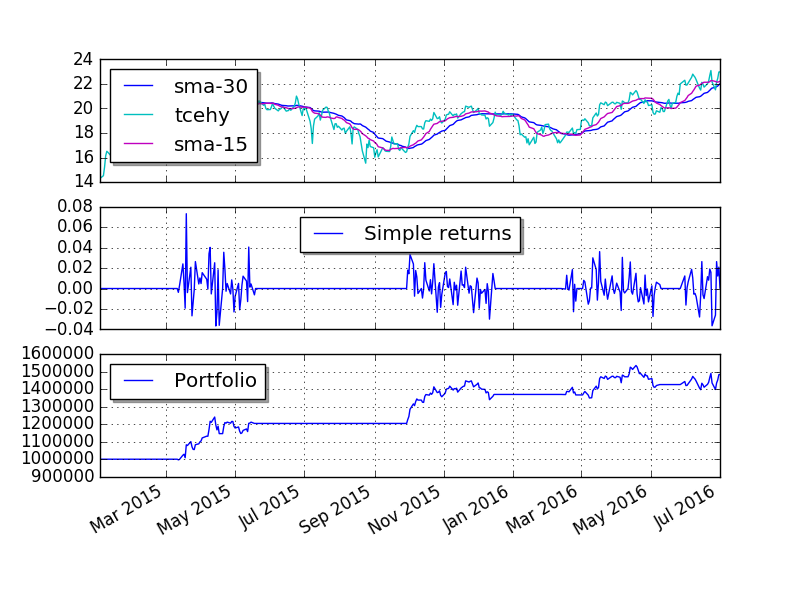 24
22
20
18
16
14
sma-30
tcehy
sma-15
0.08
0.06
0.04
0.02
0.00
−0.02
−0.04
Simple returns
1600000
1500000
1400000
1300000
1200000
1100000
1000000
900000
Portfolio
Mar 2015
May 2015
Jul 2015
Sep 2015
Nov 2015
Jan 2016
Mar 2016
May 2016
Jul 2016